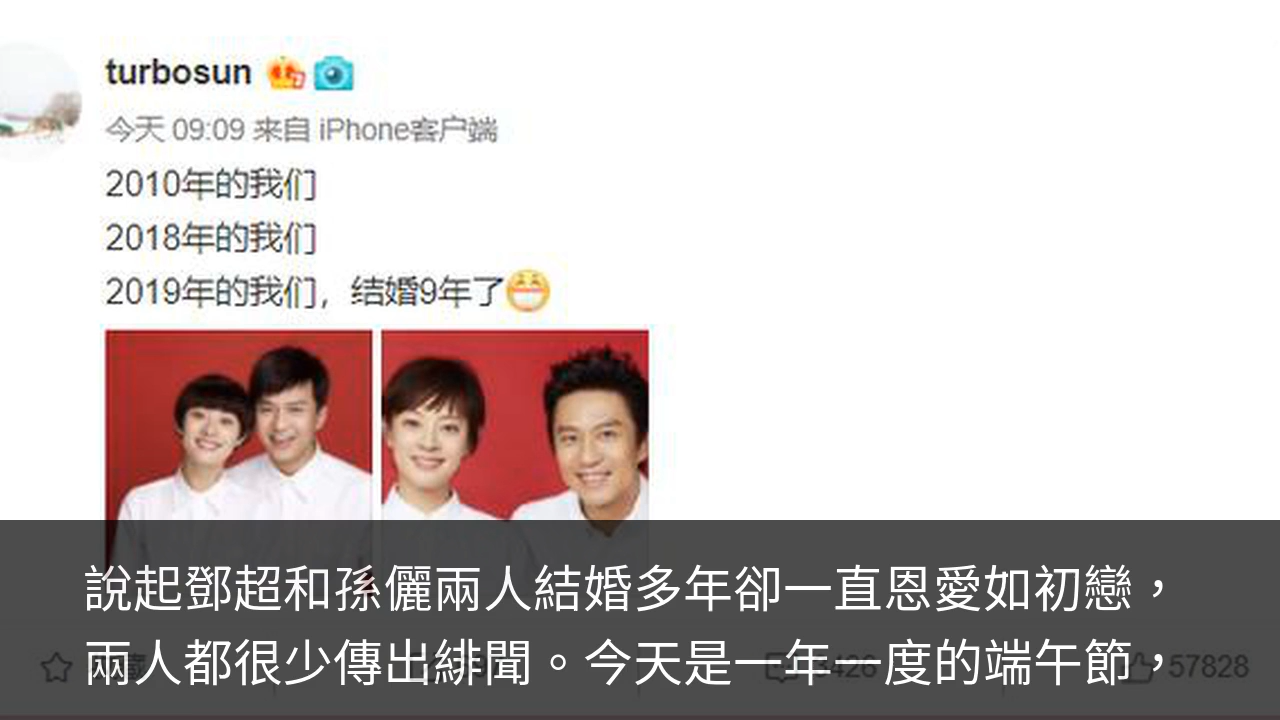 turbosun
今天 09:09 来自 iPhone客户端
2010年的我们
2018年的我们
2019年的我们，结婚9年了
說起鄧超和孫儷兩人結婚多年卻一直恩愛如初戀，
兩人都很少傳出緋聞。今天是一年一度的端午節，
57828